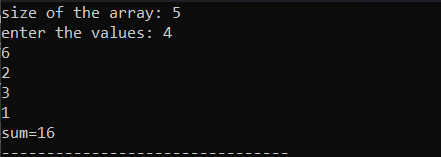 size of the array: 5
enter the values: 4
6
2
3
1
sum=16
--------------------------------